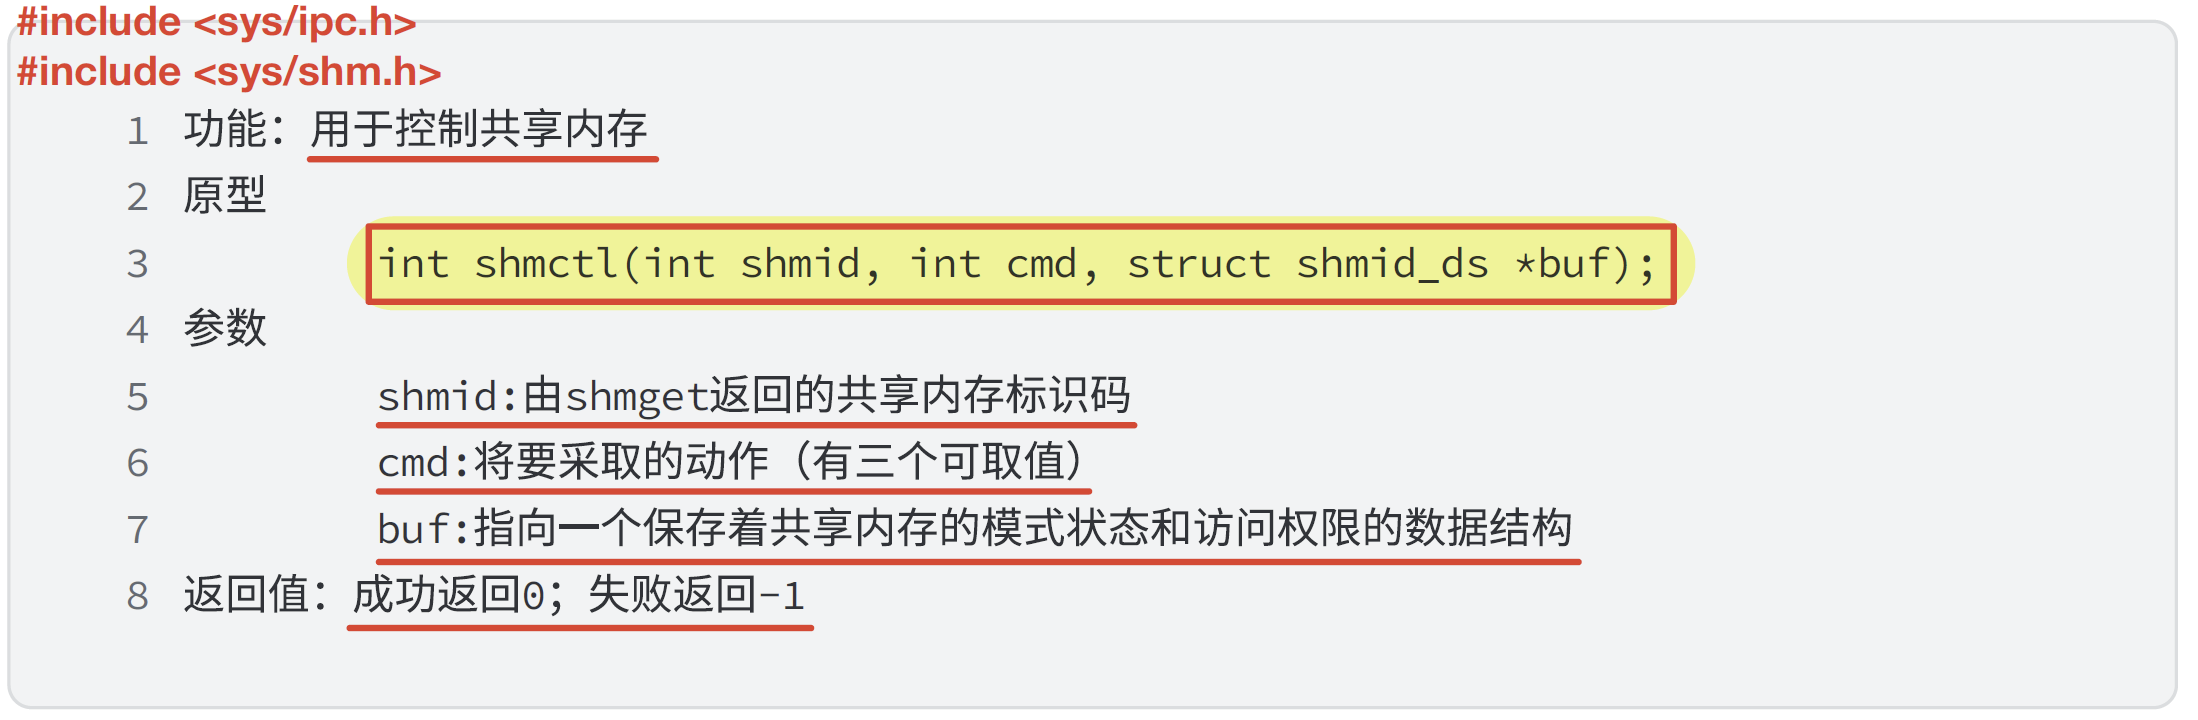 #include <sys/ipc.h>
#include <sys/shm.h>
1 功能：用于控制共享内存
2 原型
3 int shmctl(int shmid, int cmd, struct shmid_ds *buf);
4 参数
5 shmid:由shmget返回的共享内存标识码
6 cmd:将要采取的动作（有三个可取值）
7 buf:指向一个保存着共享内存的模式状态和访问权限的数据结构
8 返回值：成功返回0；失败返回-1